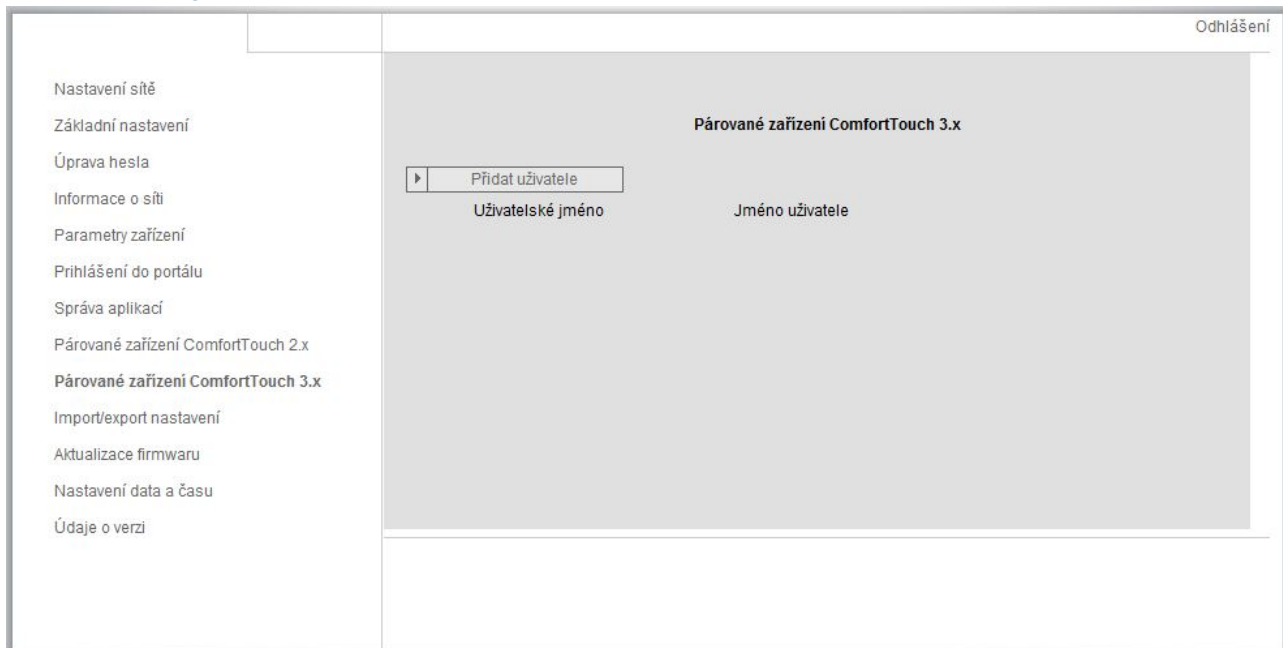 Odhlášení
Nastavení sítě
Základní nastavení
Úprava hesla
Informace o síti
Parametry zařízení
Prihlášení do portálu
Správa aplikací
Párované zařízení ComfortTouch 2.x
Párované zařízení ComfortTouch 3.x
Import/export nastavení
Aktualizace firmwaru
Nastavení data a času
Údaje o verzi
Párované zařízení ComfortTouch 3.x
Přidat uživatele
Uživatelské jméno Jméno uživatele